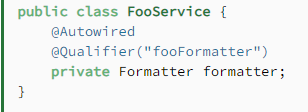 public class FooService {
    @Autowired
    @Qualifier("fooFormatter")
    private Formatter formatter;
}